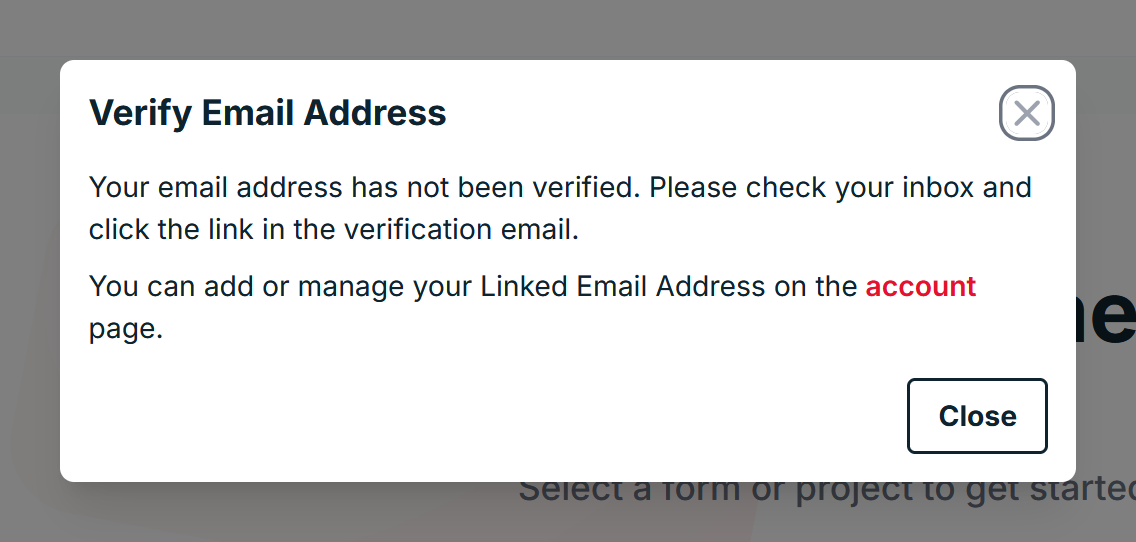 Verify Email Address
Your email address has not been verified. Please check your inbox and
click the link in the verification email.
You can add or manage your Linked Email Address on the account
page.
Close
Select a form or project to get started